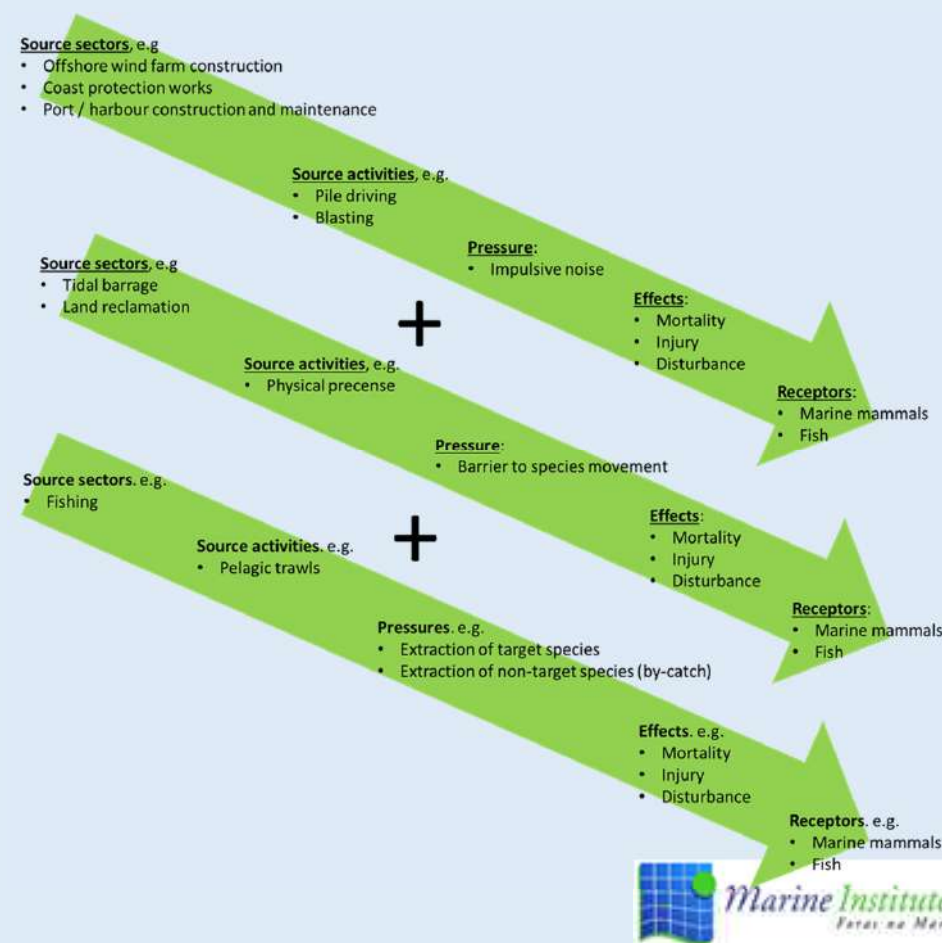 Source sectors, e.g
• Offshore wind farm construction
• Coast protection works
• Port / harbour construction and maintenance
Source activities, e.g.
• Pile driving
• Blasting
Pressure:
• Impulsive noise
Effects:
• Mortality
• Injury
• Disturbance
Receptors:
• Marine mammals
• Fish
+
Source sectors, e.g
• Tidal barrage
• Land reclamation
Source activities, e.g.
• Physical precense
Pressure:
• Barrier to species movement
Effects:
• Mortality
• Injury
• Disturbance
Receptors:
• Marine mammals
• Fish
+
Source sectors. e.g.
• Fishing
Source activities. e.g.
• Pelagic trawls
Pressures. e.g.
• Extraction of target species
• Extraction of non-target species (by-catch)
Effects. e.g.
• Mortality
• Injury
• Disturbance
Receptors. e.g.
• Marine mammals
• Fish
Marine Institute
Foras na Mar